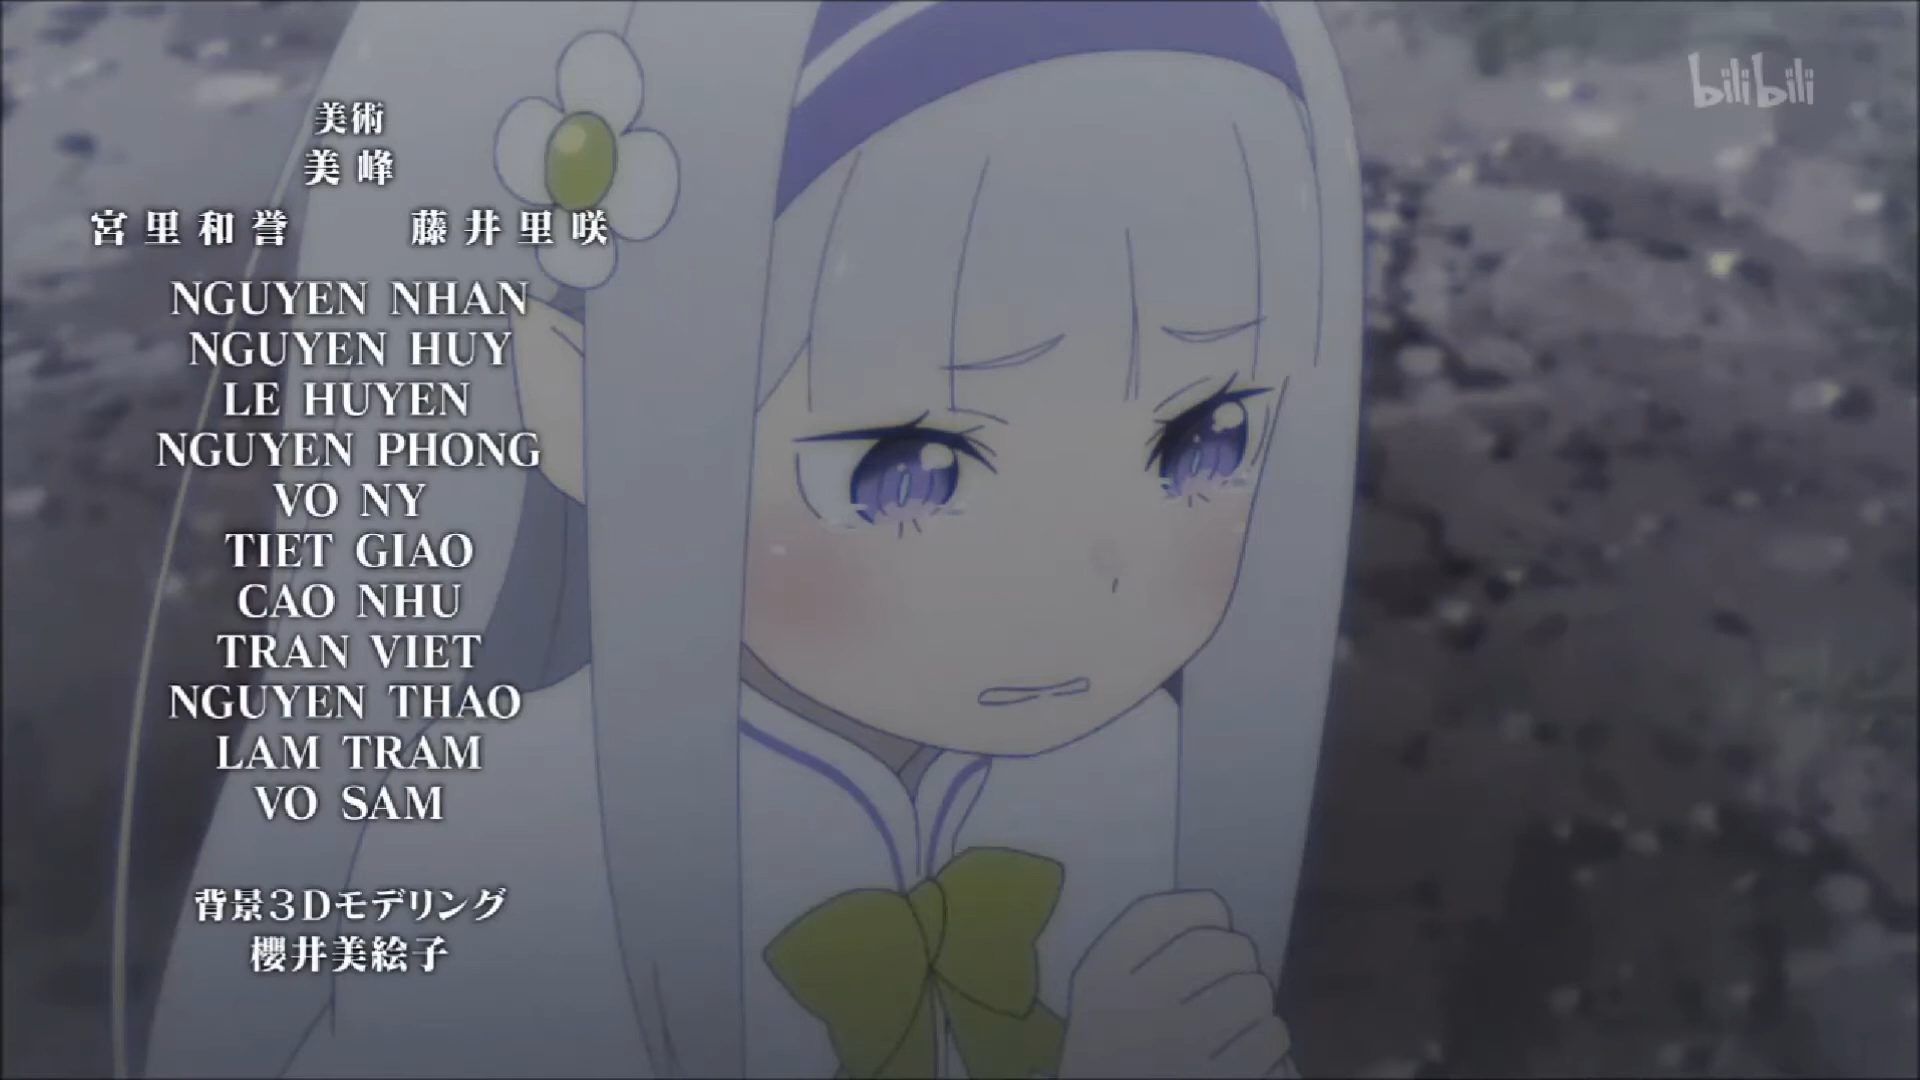 bilibili
美術
美峰
宮里和誉　藤井里咲
NGUYEN NHAN
NGUYEN HUY
LE HUYEN
NGUYEN PHONG
VO NY
TIET GIAO
CAO NHU
TRAN VIET
NGUYEN THAO
LAM TRAM
VO SAM
背景３Dモデリング
櫻井美絵子